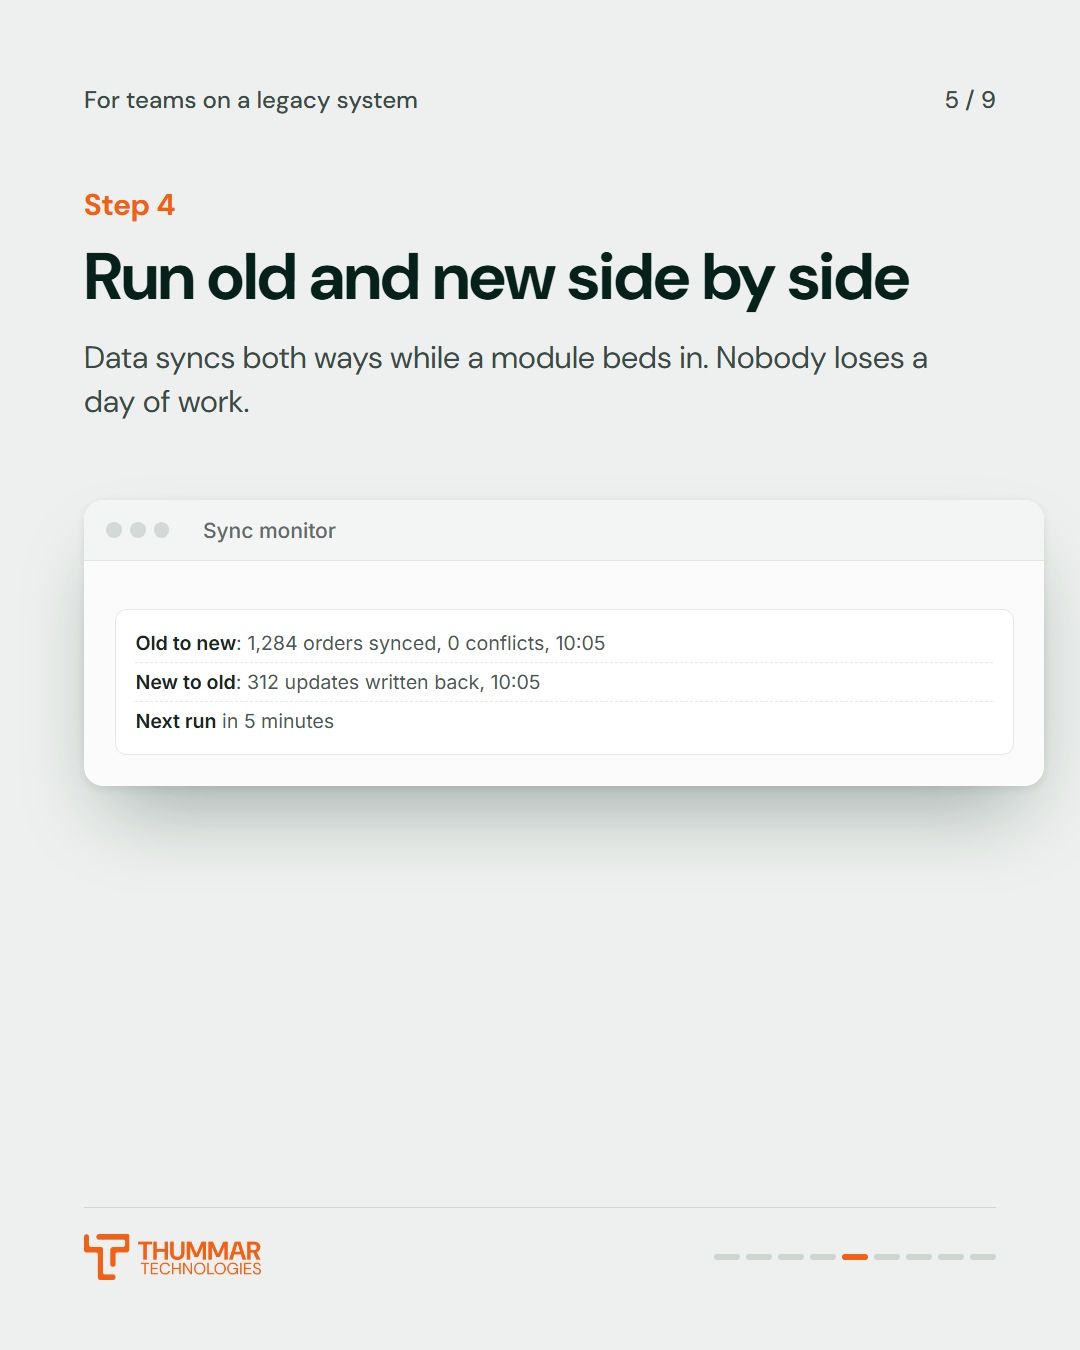 For teams on a legacy system
5 / 9
Step 4
Run old and new side by side
Data syncs both ways while a module beds in. Nobody loses a
day of work.
Sync monitor
Old to new: 1,284 orders synced, 0 conflicts, 10:05
New to old: 312 updates written back, 10:05
Next run in 5 minutes
THUMMAR
TECHNOLOGIES